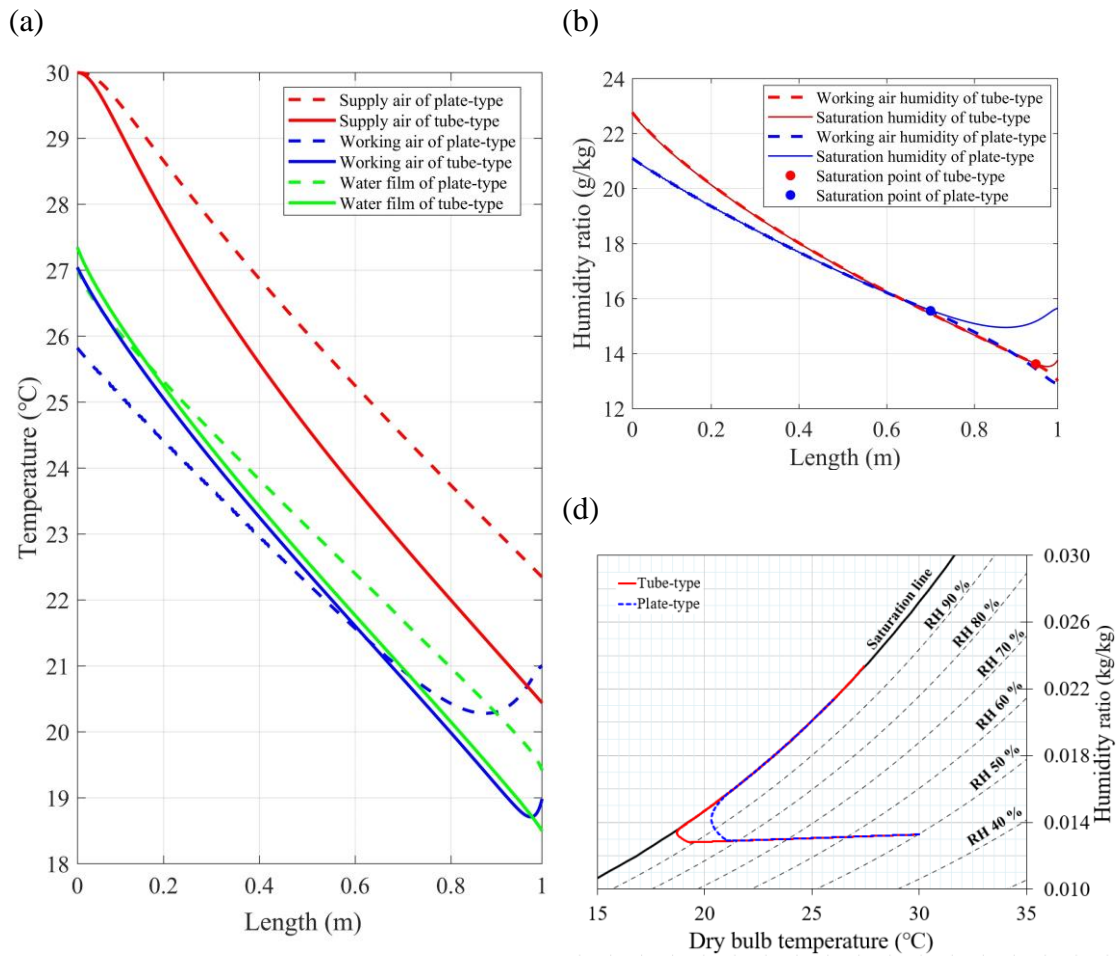 (a)
Temperature (°C)
30
29
28
27
26
25
24
23
22
21
20
19
18
Supply air of plate-type
Supply air of tube-type
Working air of plate-type
Working air of tube-type
Water film of plate-type
Water film of tube-type
0 0.2 0.4 0.6 0.8 1
Length (m)
(b)
Humidity ratio (g/kg)
24
22
20
18
16
14
12
Working air humidity of tube-type
Saturation humidity of tube-type
Working air humidity of plate-type
Saturation humidity of plate-type
Saturation point of tube-type
Saturation point of plate-type
0 0.2 0.4 0.6 0.8 1
Length (m)
(d)
Tube-type
Plate-type
Saturation line
RH 90 %
RH 80 %
RH 70 %
RH 60 %
RH 50 %
RH 40 %
0.030
0.026
0.022
0.018
0.014
0.010
Humidity ratio (kg/kg)
15 20 25 30 35
Dry bulb temperature (°C)